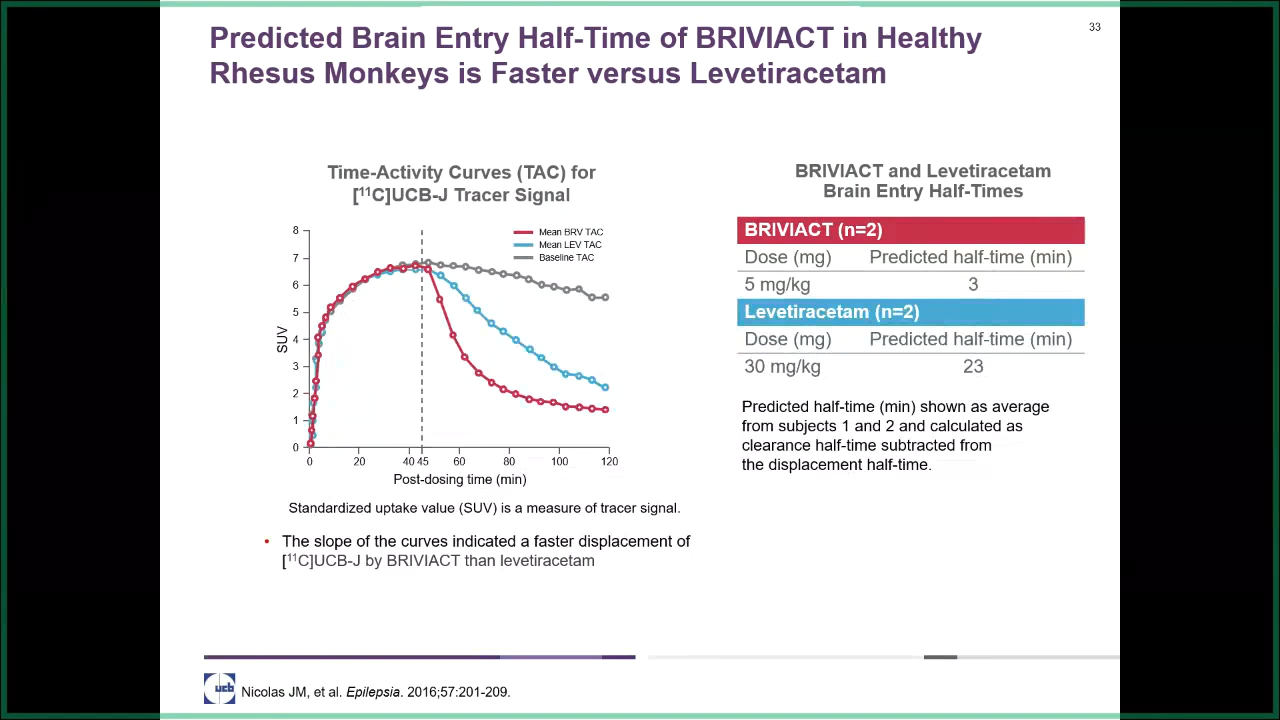 Predicted Brain Entry Half-Time of BRIVIACT in Healthy
Rhesus Monkeys is Faster versus Levetiracetam
33
Time-Activity Curves (TAC) for
[¹¹C]UCB-J Tracer Signal
Mean BRV TAC
Mean LEV TAC
Baseline TAC
8
7
6
5
4
3
2
1
0
SUV
0 20 40 45 60 80 100 120
Post-dosing time (min)
Standardized uptake value (SUV) is a measure of tracer signal.
• The slope of the curves indicated a faster displacement of
[¹¹C]UCB-J by BRIVIACT than levetiracetam
BRIVIACT and Levetiracetam
Brain Entry Half-Times
BRIVIACT (n=2)
Dose (mg) Predicted half-time (min)
5 mg/kg 3
Levetiracetam (n=2)
Dose (mg) Predicted half-time (min)
30 mg/kg 23
Predicted half-time (min) shown as average
from subjects 1 and 2 and calculated as
clearance half-time subtracted from
the displacement half-time.
ucb
Nicolas JM, et al. Epilepsia. 2016;57:201-209.